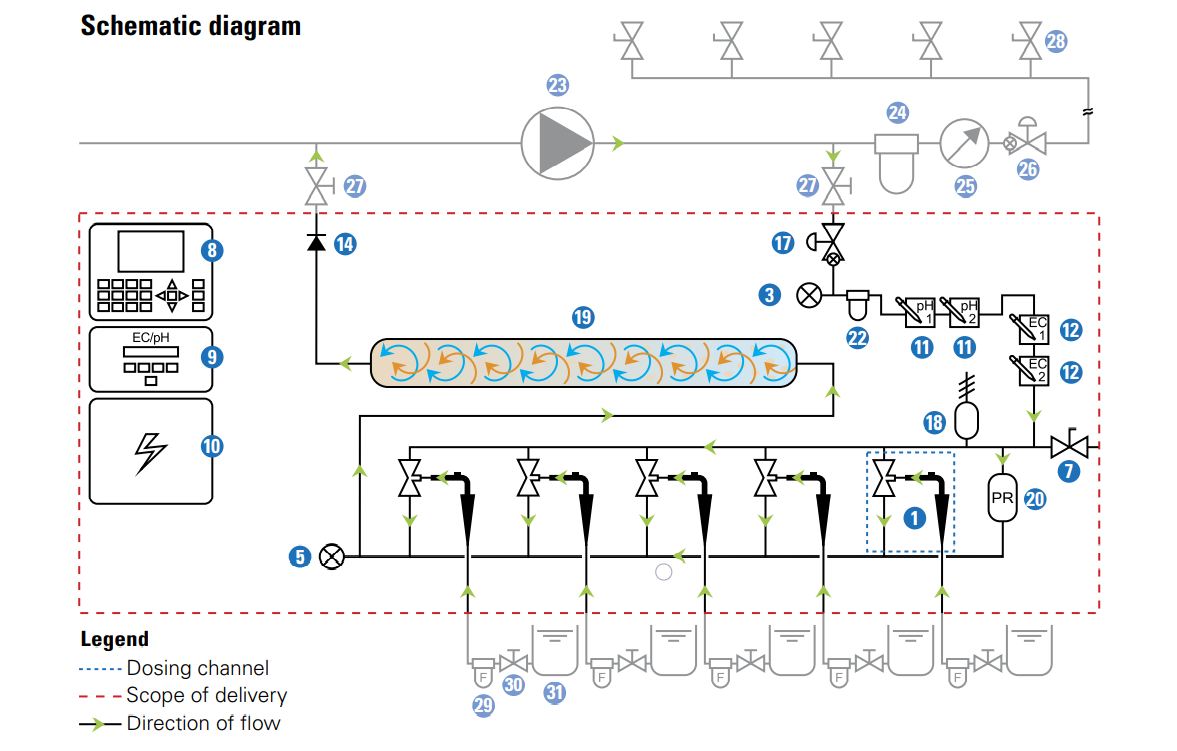 Schematic diagram
28
23
24
27
27
25
26
8
14
17
3
EC/pH
9
19
22
pH
1
pH
2
11
11
EC
1
12
EC
2
12
10
18
7
1
PR
20
5
Legend
Dosing channel
Scope of delivery
Direction of flow
F
29
30
31
F
F
F
F